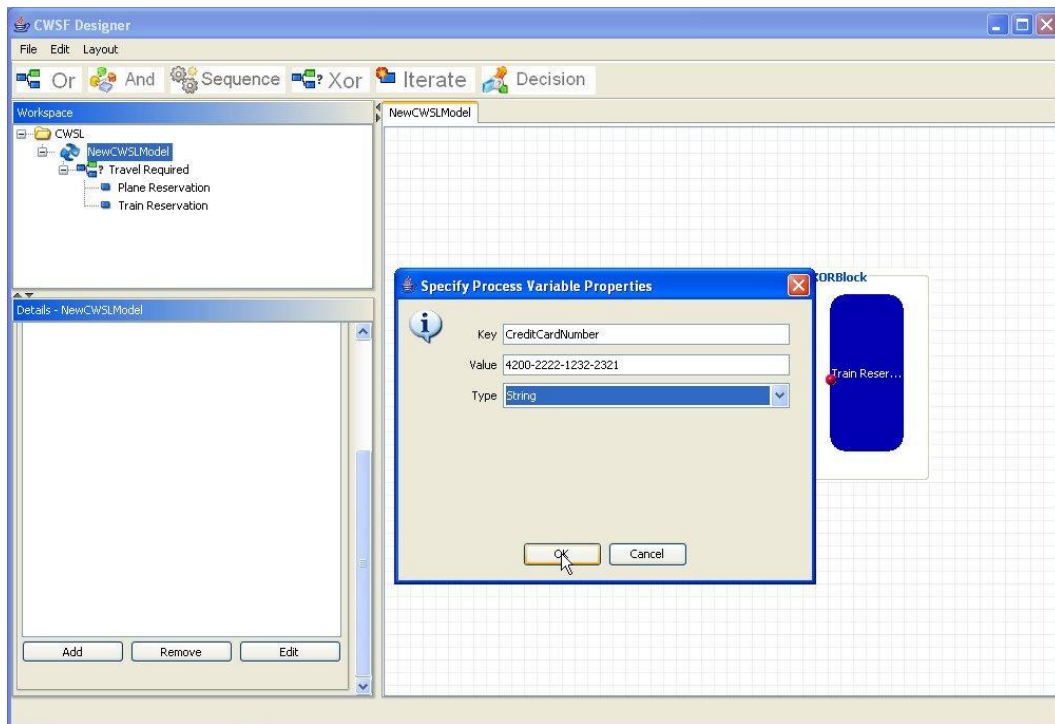 CWSF Designer
File Edit Layout
Or And Sequence Xor Iterate Decision
Workspace
CWSL
NewCWSLModel
Travel Required
Plane Reservation
Train Reservation
Details - NewCWSLModel
Add Remove Edit
NewCWSLModel
XORBlock
Train Reser...
Specify Process Variable Properties
Key CreditCardNumber
Value 4200-2222-1232-2321
Type String
OK Cancel